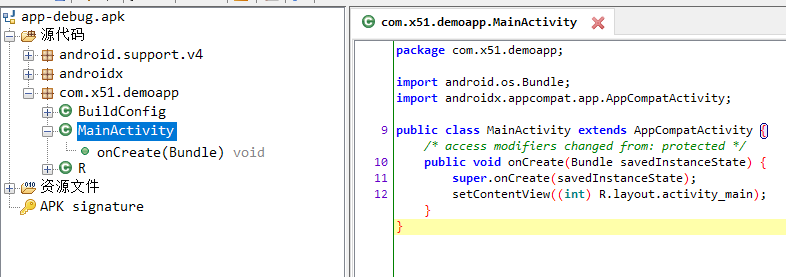 app-debug.apk
源代码
android.support.v4
androidx
com.x51.demoapp
BuildConfig
MainActivity
onCreate(Bundle) void
R
资源文件
APK signature
com.x51.demoapp.MainActivity
package com.x51.demoapp;
import android.os.Bundle;
import androidx.appcompat.app.AppCompatActivity;
9 public class MainActivity extends AppCompatActivity {
/* access modifiers changed from: protected */
10 public void onCreate(Bundle savedInstanceState) {
11 super.onCreate(savedInstanceState);
12 setContentView((int) R.layout.activity_main);
}
}